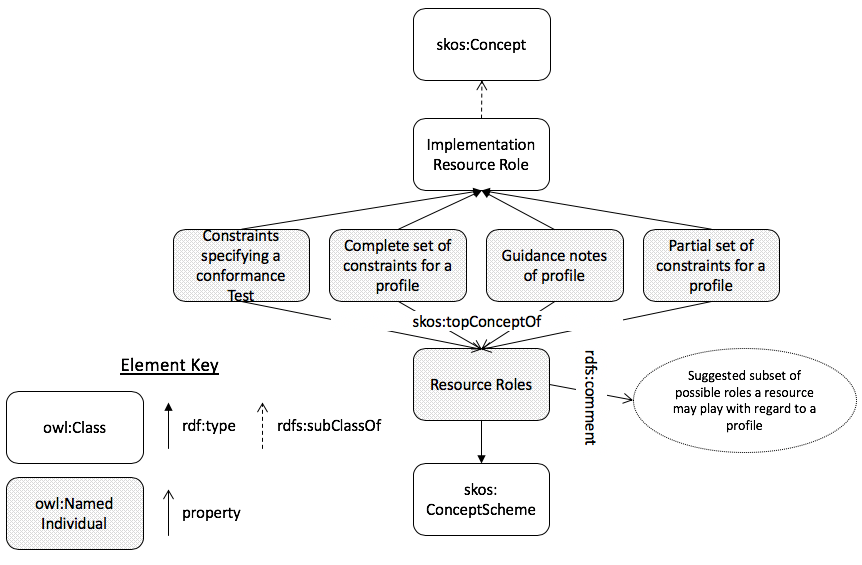 skos:Concept
Implementation
Resource Role
Constraints
specifying a
conformance
Test
Complete set of
constraints for a
profile
Guidance notes
of profile
Partial set of
constraints for a
profile
skos:topConceptOf
Element Key
Resource Roles
rdfs:comment
Suggested subset of
possible roles a resource
may play with regard to a
profile
owl:Class
rdf:type
rdfs:subClassOf
owl:Named
Individual
property
skos:
ConceptScheme